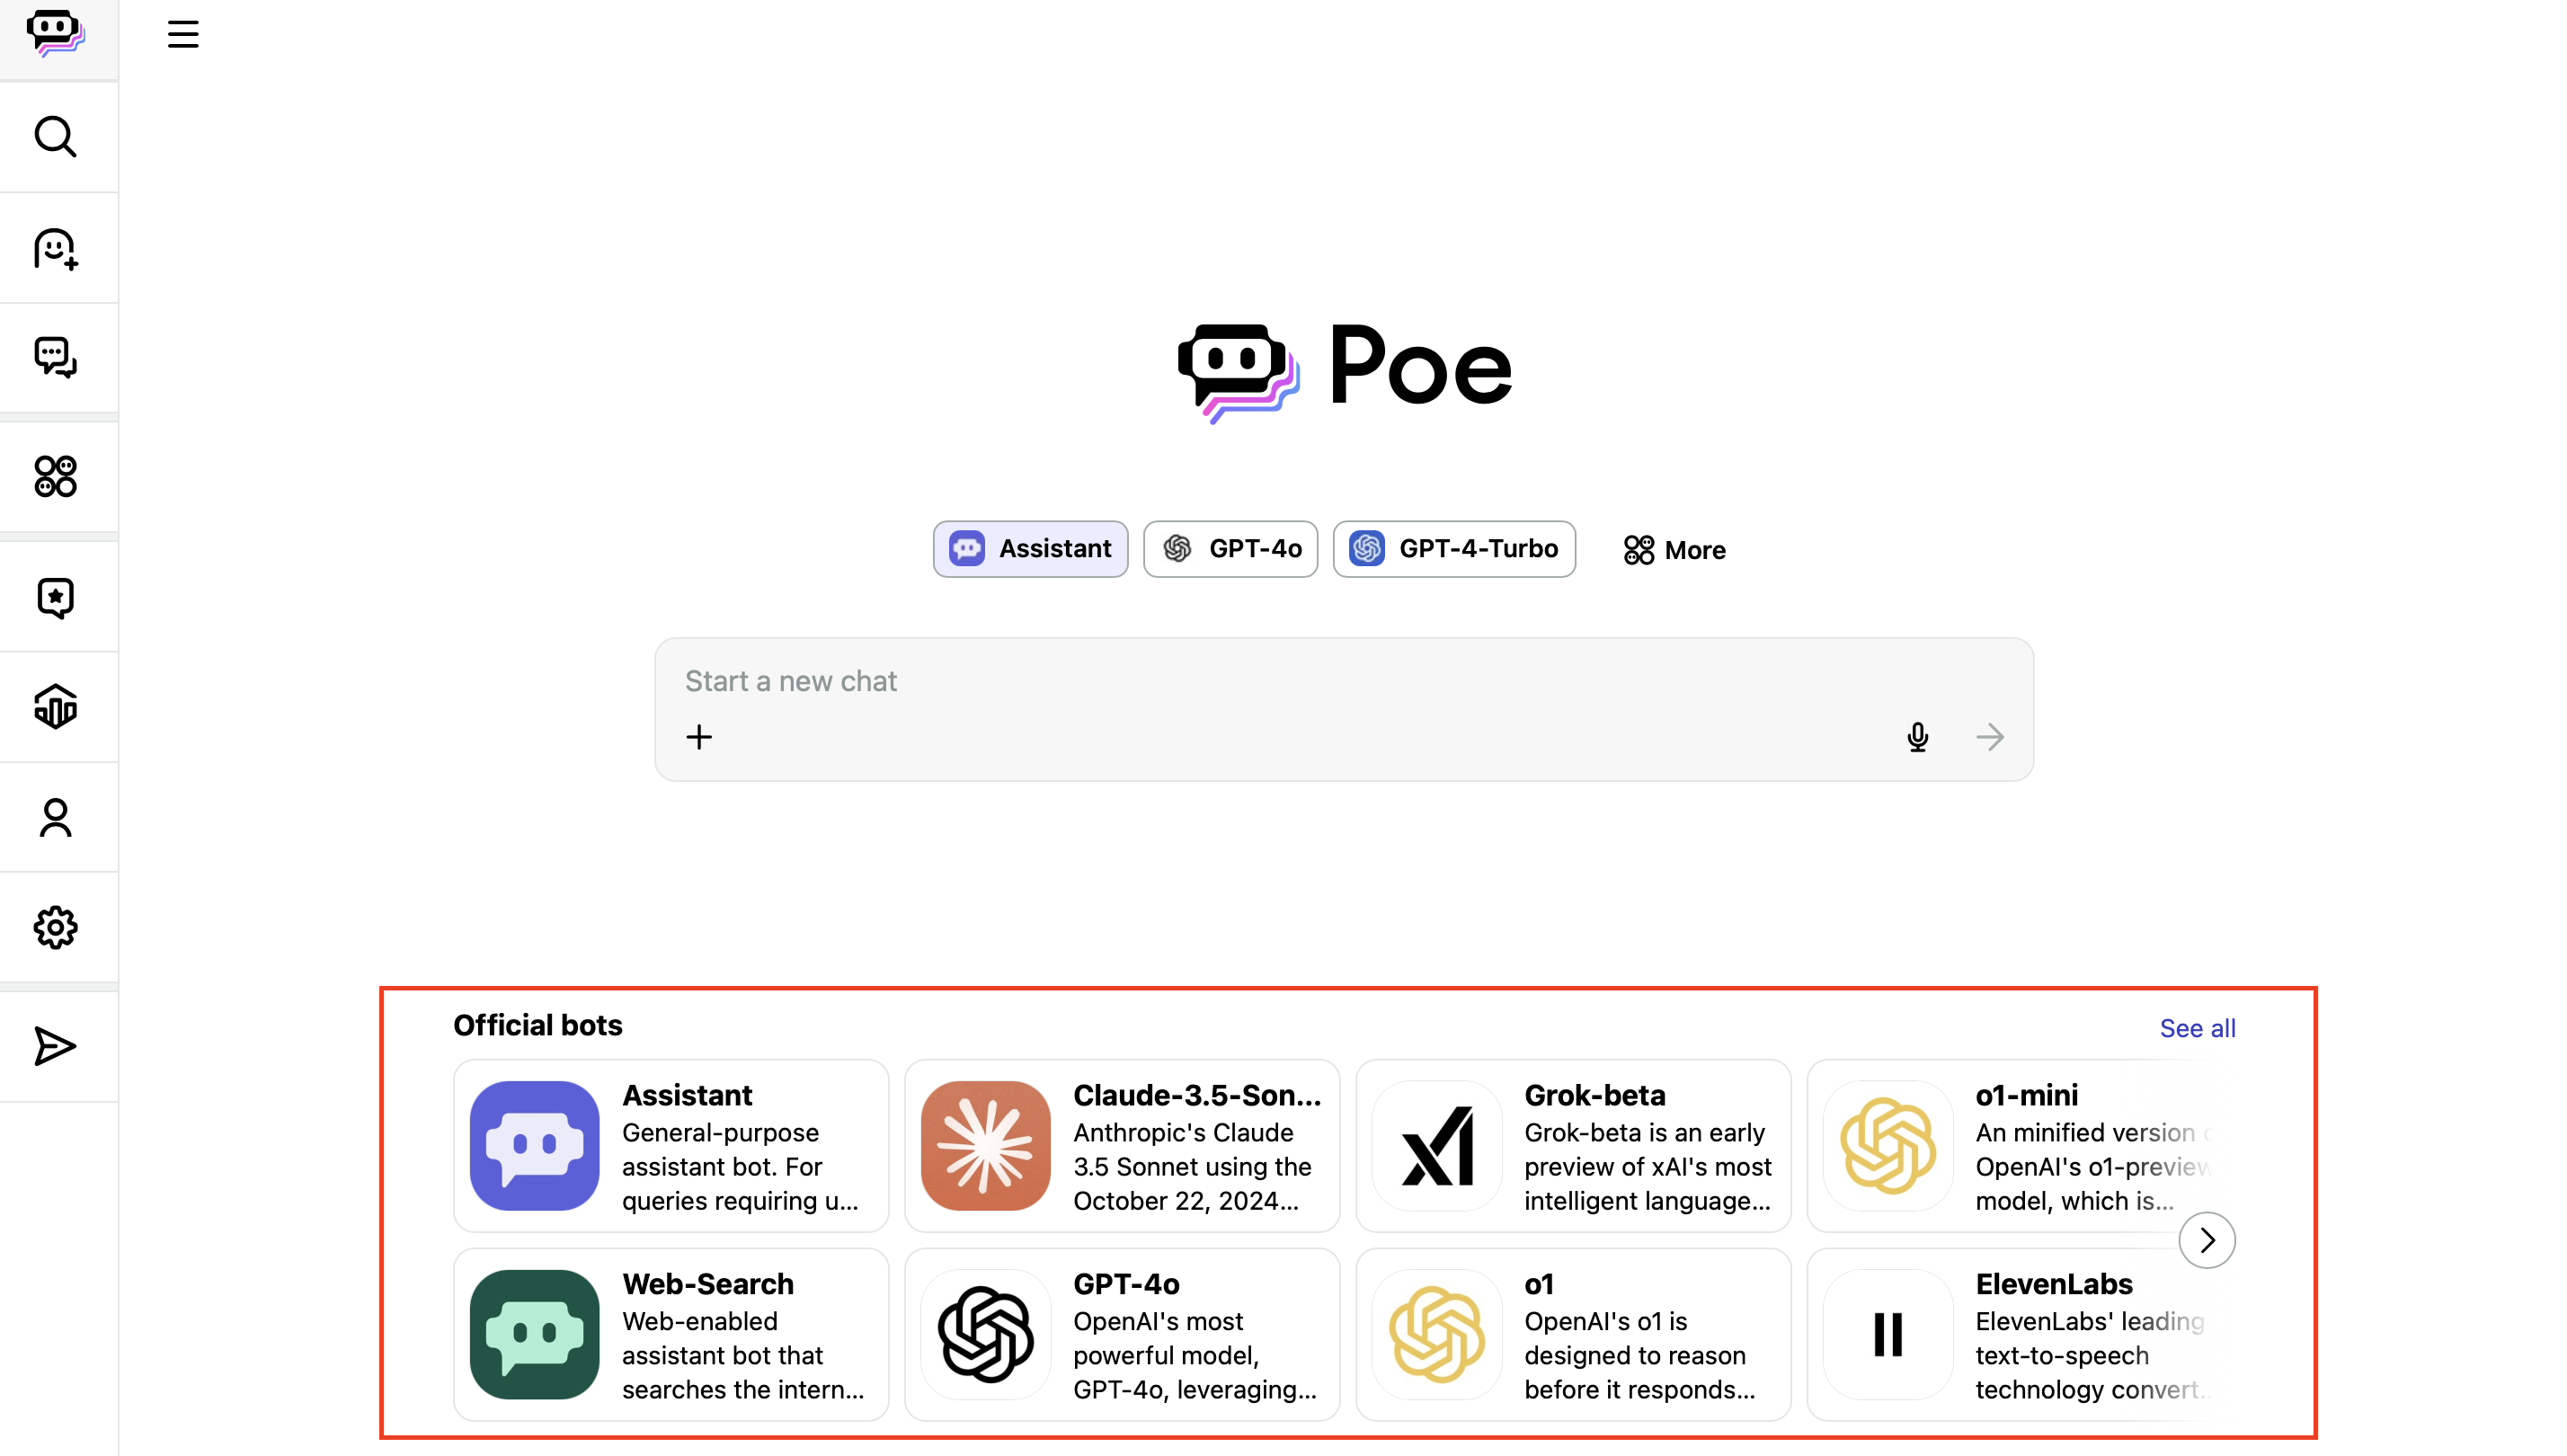 Poe
Assistant
GPT-4o
GPT-4-Turbo
More
Start a new chat
Official bots
See all
Assistant
General-purpose
assistant bot. For
queries requiring u...
Claude-3.5-Son...
Anthropic's Claude
3.5 Sonnet using the
October 22, 2024...
Grok-beta
Grok-beta is an early
preview of xAI's most
intelligent language...
o1-mini
An minified version
OpenAI's o1-preview
model, which is...
Web-Search
Web-enabled
assistant bot that
searches the intern...
GPT-4o
OpenAI's most
powerful model,
GPT-4o, leveraging...
o1
OpenAI's o1 is
designed to reason
before it responds...
ElevenLabs
ElevenLabs' leading
text-to-speech
technology convert...